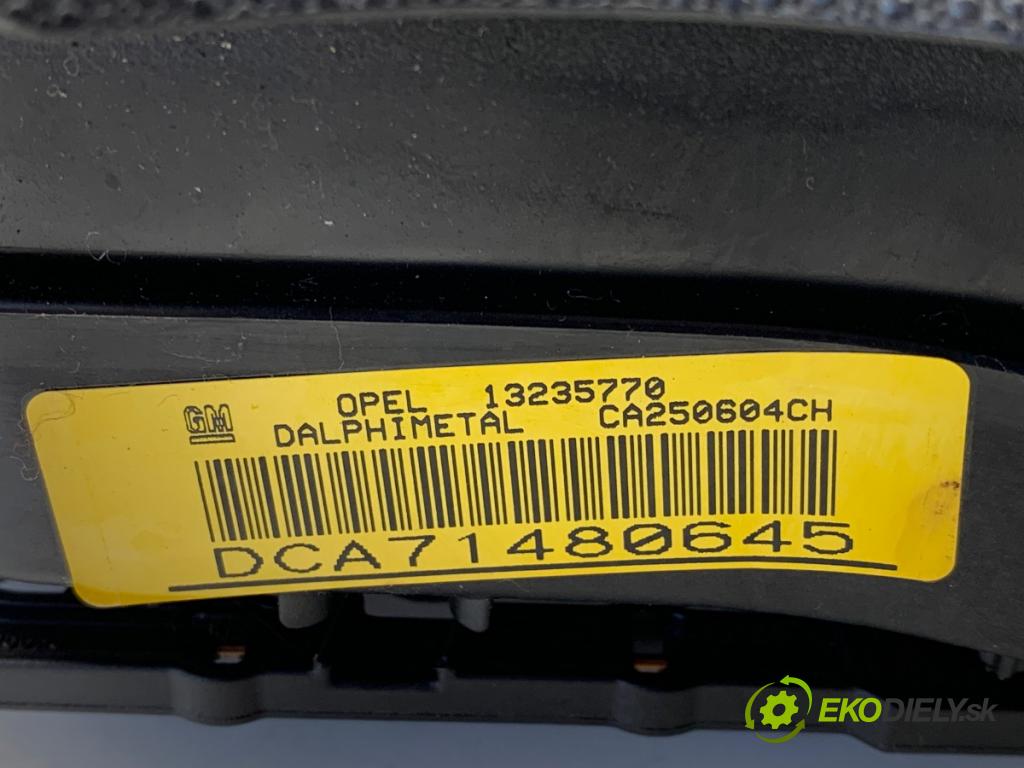 GM
OPEL 13235770
DALPHIMETAL CA250604CH
DCA71480645
EKODIELY.sk